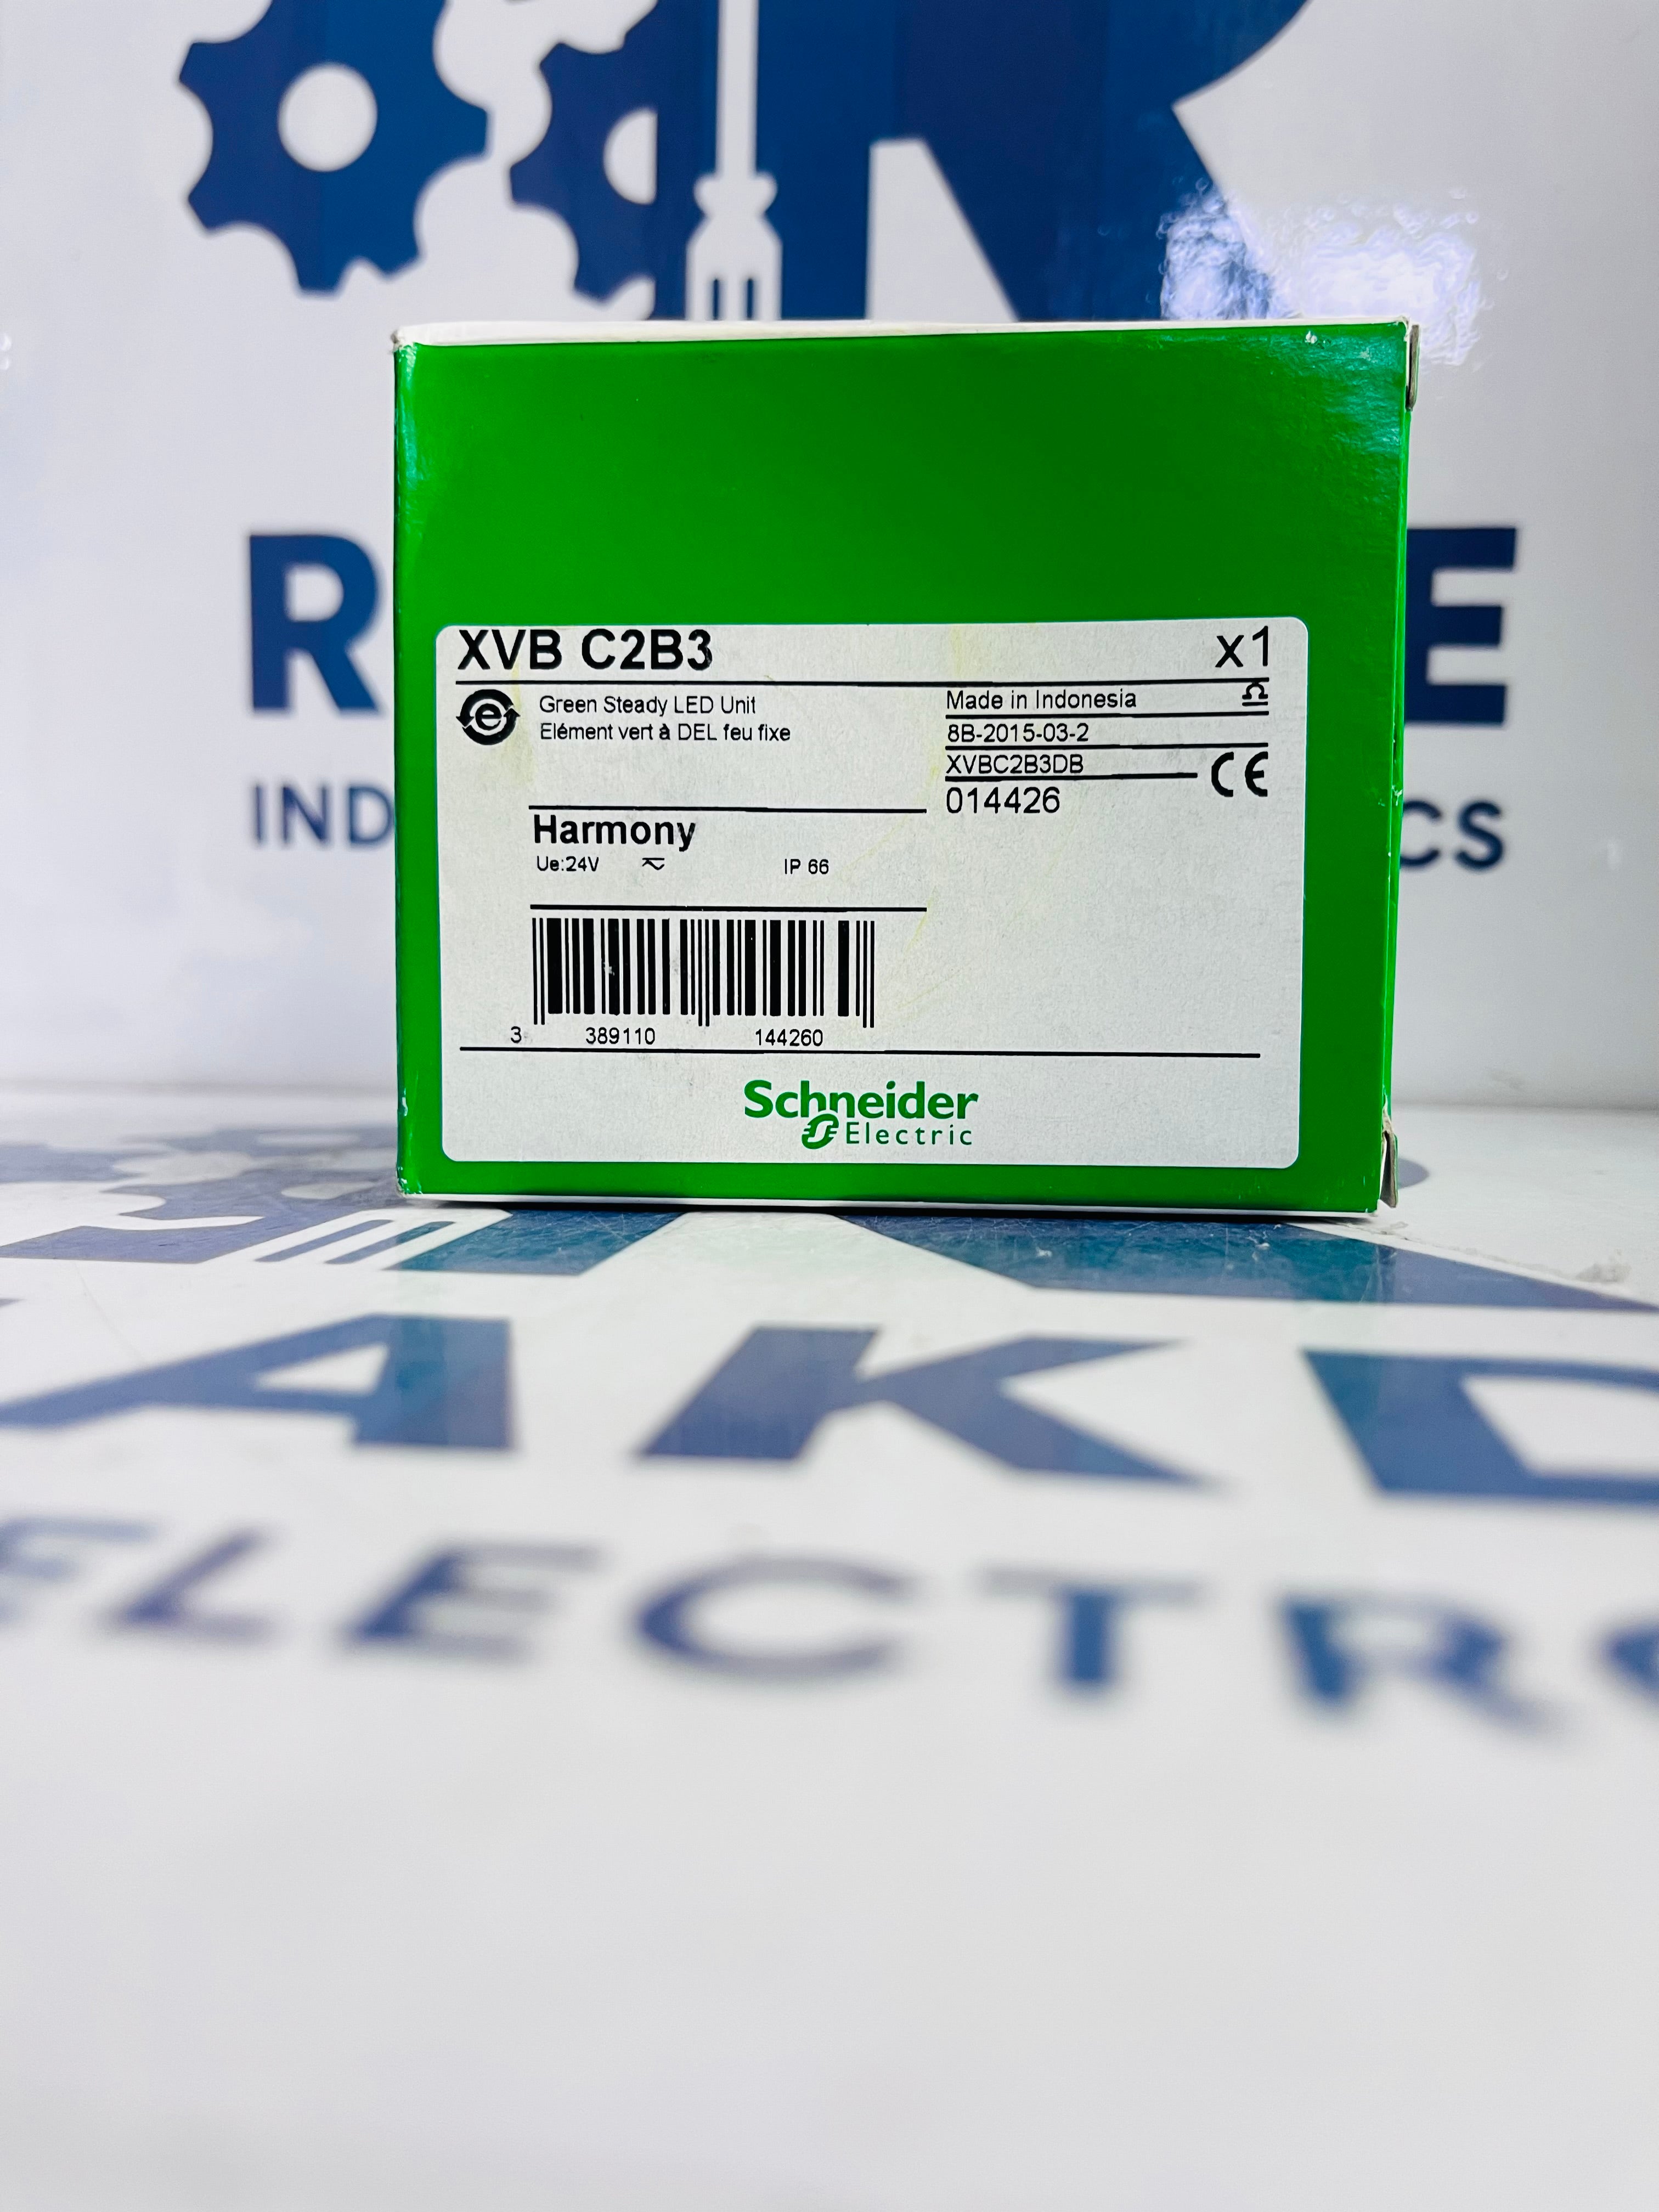 XVB C2B3 x1
Green Steady LED Unit
Elément vert à DEL feu fixe
Made in Indonesia
8B-2015-03-2
XVBC2B3DB
CE
014426
Harmony
Ue:24V IP 66
3 389110 144260
Schneider
Electric